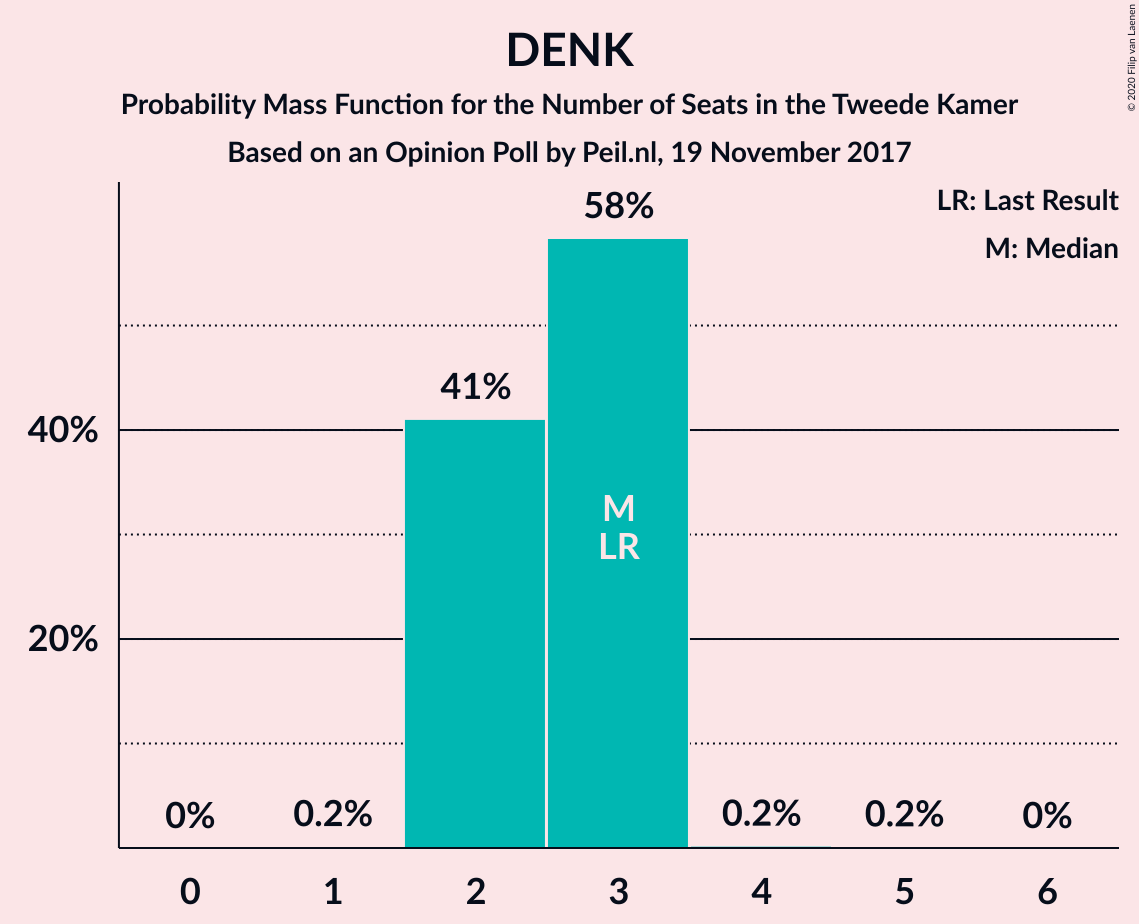 DENK
Probability Mass Function for the Number of Seats in the Tweede Kamer
Based on an Opinion Poll by Peil.nl, 19 November 2017
© 2020 Filip van Laenen
LR: Last Result
M: Median
58%
41%
40%
M
LR
20%
0%
0.2%
0.2%
0.2%
0%
0
1
2
3
4
5
6